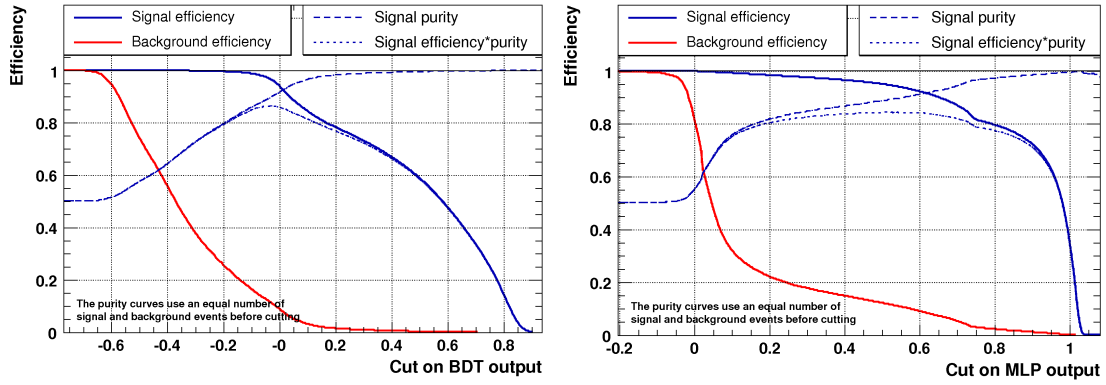 Signal efficiency
Background efficiency
Signal purity
Signal efficiency*purity
Efficiency
1
0.8
0.6
0.4
0.2
0
The purity curves use an equal number of
signal and background events before cutting
-0.6 -0.4 -0.2 -0 0.2 0.4 0.6 0.8
Cut on BDT output
Signal efficiency
Background efficiency
Signal purity
Signal efficiency*purity
Efficiency
1
0.8
0.6
0.4
0.2
0
The purity curves use an equal number of
signal and background events before cutting
-0.2 0 0.2 0.4 0.6 0.8 1
Cut on MLP output